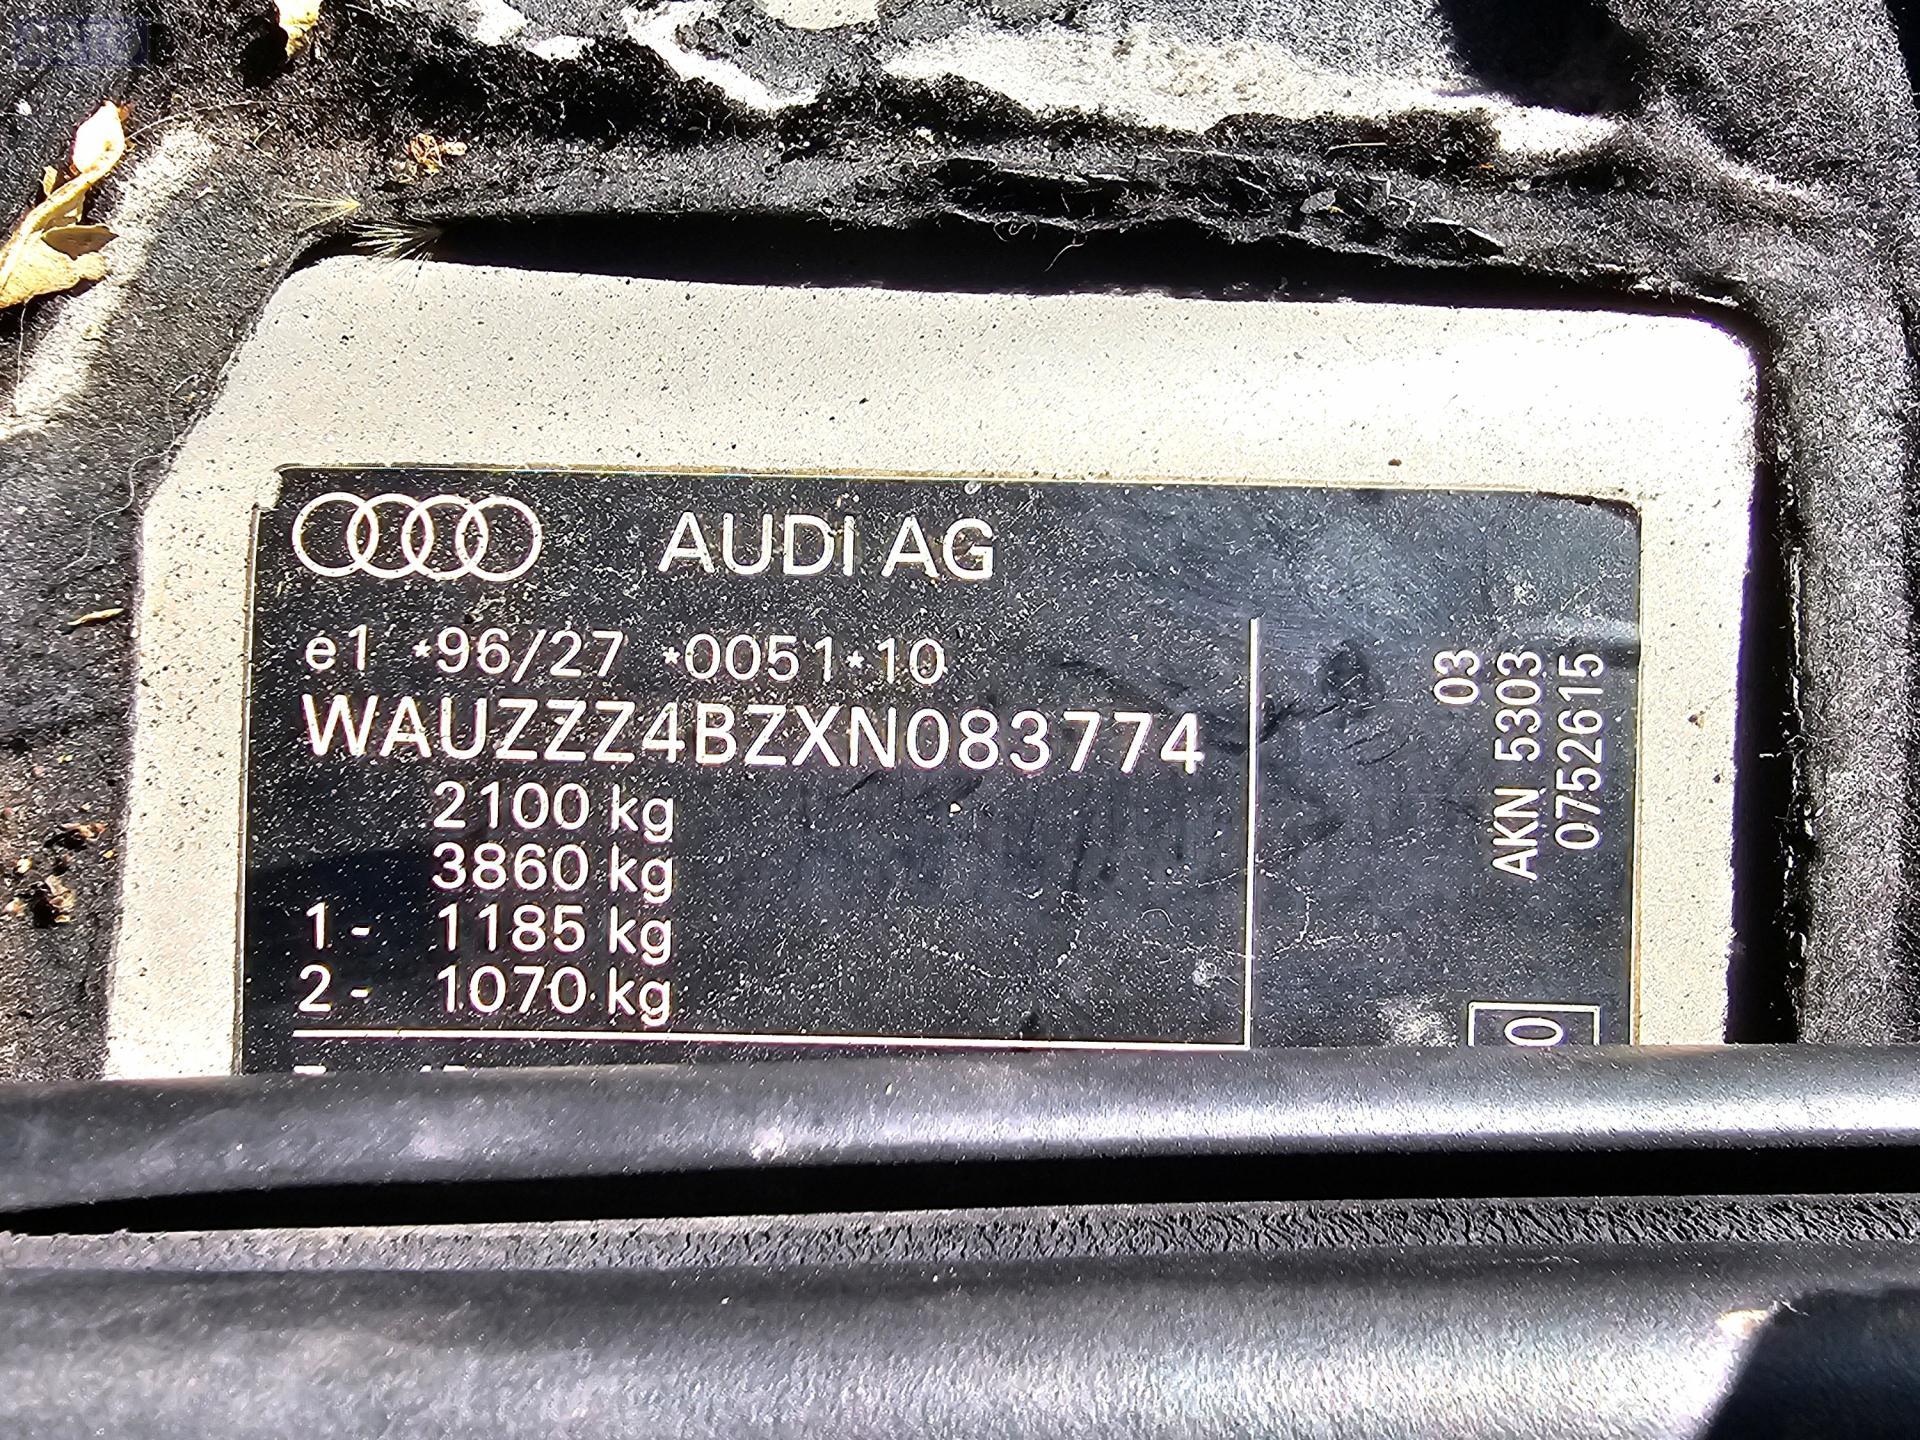 AUDI AG
e1 *96/27 *0051*10
WAUZZZ4BZXN083774
2100 kg
3860 kg
1- 1185 kg
2- 1070 kg
03
AKN 5303
0752615